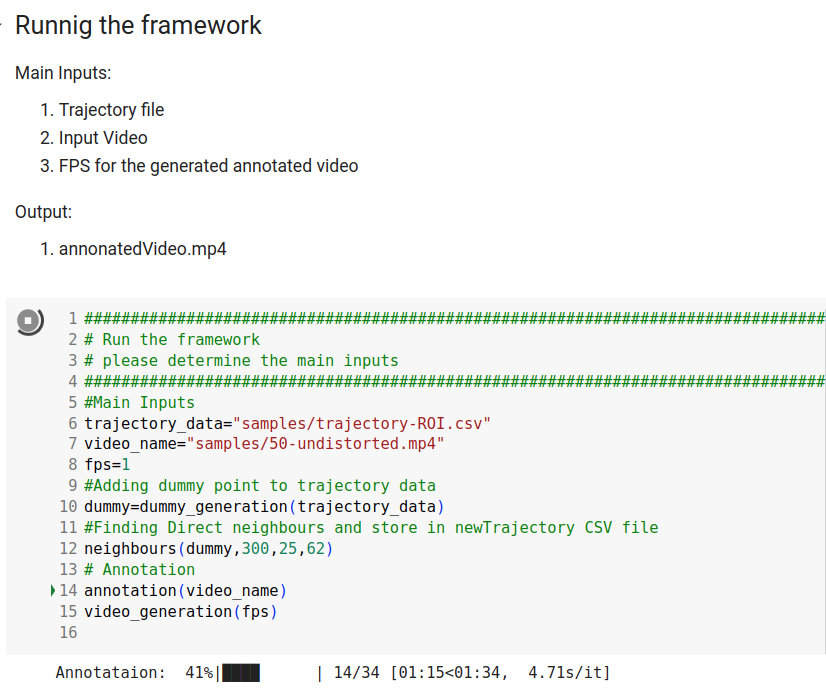 Runnig the framework
Main Inputs:
1. Trajectory file
2. Input Video
3. FPS for the generated annotated video
Output:
1. annonatedVideo.mp4
1 ################################################################################
2 # Run the framework
3 # please determine the main inputs
4 ################################################################################
5 #Main Inputs
6 trajectory_data="samples/trajectory-ROI.csv"
7 video_name="samples/50-undistorted.mp4"
8 fps=1
9 #Adding dummy point to trajectory data
10 dummy=dummy_generation(trajectory_data)
11 #Finding Direct neighbours and store in newTrajectory CSV file
12 neighbours(dummy,300,25,62)
13 # Annotation
14 annotation(video_name)
15 video_generation(fps)
16
Annotataion:  41%|████      | 14/34 [01:15<01:34,  4.71s/it]